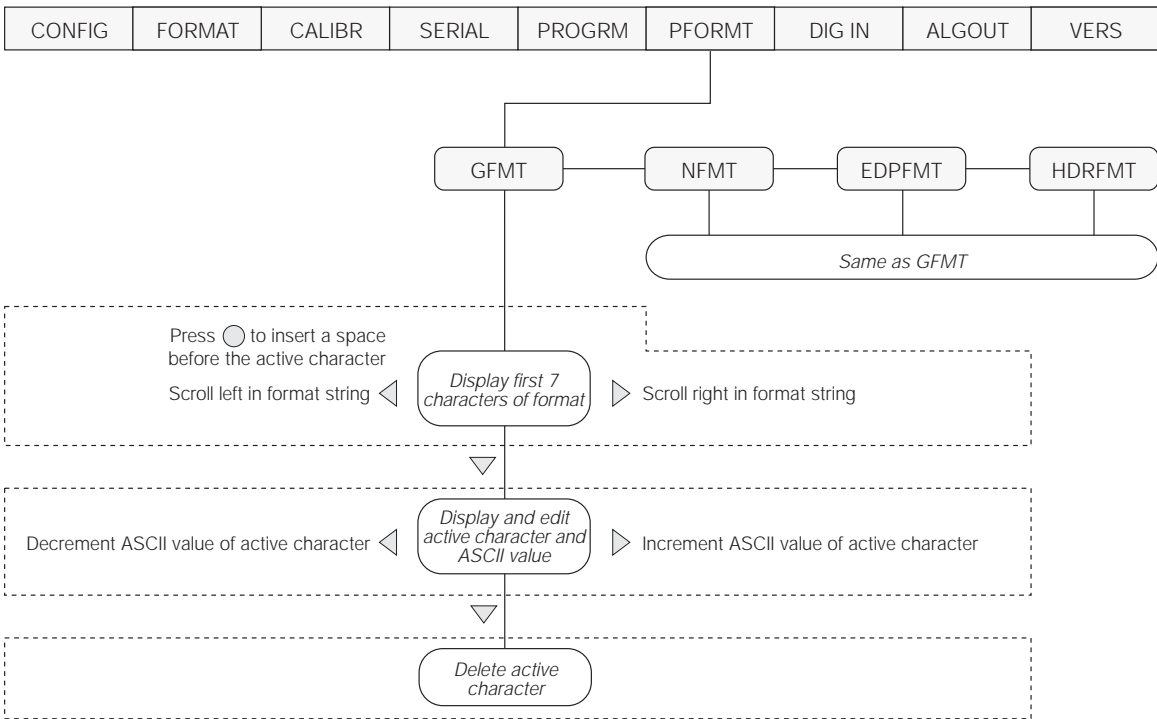 CONFIG FORMAT CALIBR SERIAL PROGRM PFORMT DIG IN ALGOUT VERS
GFMT NFMT EDPFMT HDRFMT
Same as GFMT
Press to insert a space
before the active character
Scroll left in format string
Display first 7
characters of format
Scroll right in format string
Decrement ASCII value of active character
Display and edit
active character and
ASCII value
Increment ASCII value of active character
Delete active
character